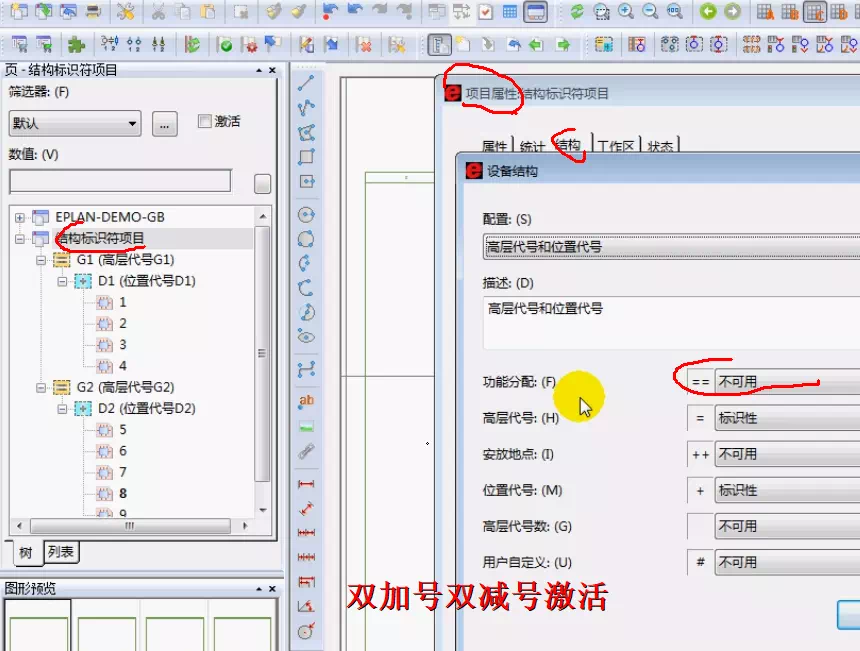 页 - 结构标识符项目
筛选器: (F)
默认
...
激活
数值: (V)
EPLAN-DEMO-GB
结构标识符项目
G1 (高层代号G1)
D1 (位置代号D1)
1
2
3
4
G2 (高层代号G2)
D2 (位置代号D2)
5
6
7
8
9
树
列表
图形预览
ab
项目属性:结构标识符项目
属性
统计
结构
工作区
状态
设备结构
配置: (S)
高层代号和位置代号
描述: (D)
高层代号和位置代号
功能分配: (F)
== 不可用
高层代号: (H)
= 标识性
安放地点: (I)
++ 不可用
位置代号: (M)
+ 标识性
高层代号数: (G)
不可用
用户自定义: (U)
# 不可用
双加号双减号激活